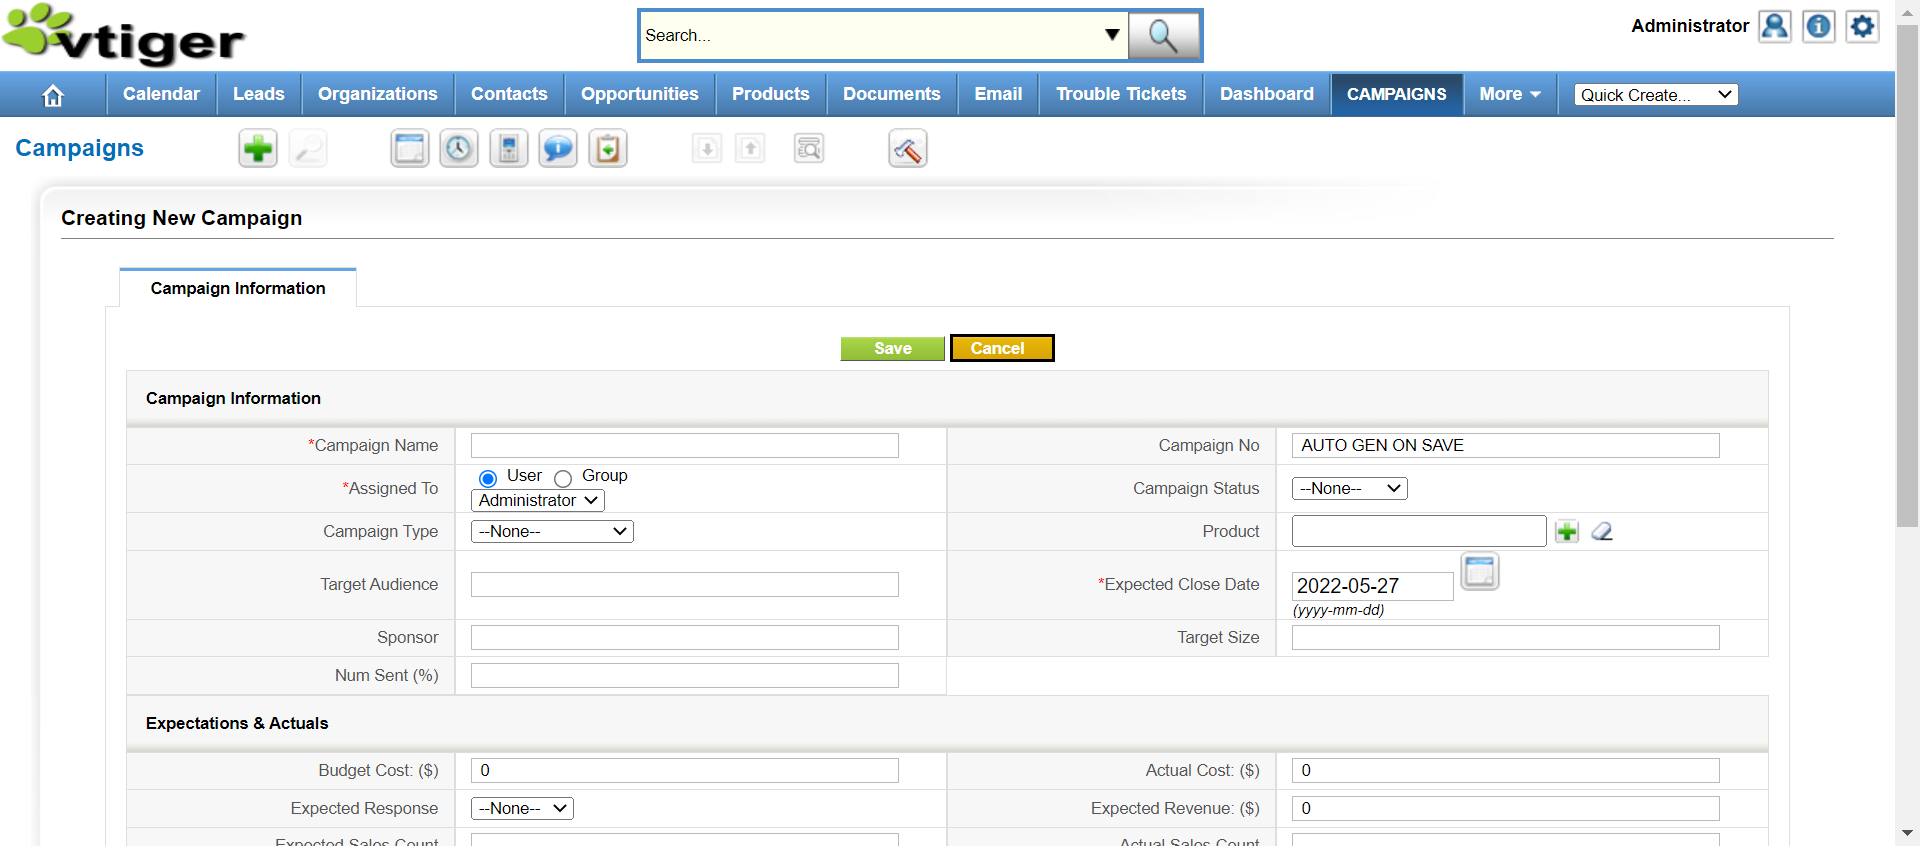 vtiger
Search...
Administrator
Calendar Leads Organizations Contacts Opportunities Products Documents Email Trouble Tickets Dashboard CAMPAIGNS More Quick Create...
Campaigns
Creating New Campaign
Campaign Information
Save Cancel
Campaign Information
*Campaign Name Campaign No AUTO GEN ON SAVE
*Assigned To User Group Administrator Campaign Status --None--
Campaign Type --None-- Product
Target Audience *Expected Close Date 2022-05-27
(yyyy-mm-dd)
Sponsor Target Size
Num Sent (%)
Expectations & Actuals
Budget Cost: ($) 0 Actual Cost: ($) 0
Expected Response --None-- Expected Revenue: ($) 0
Expected Sales Count Actual Sales Count